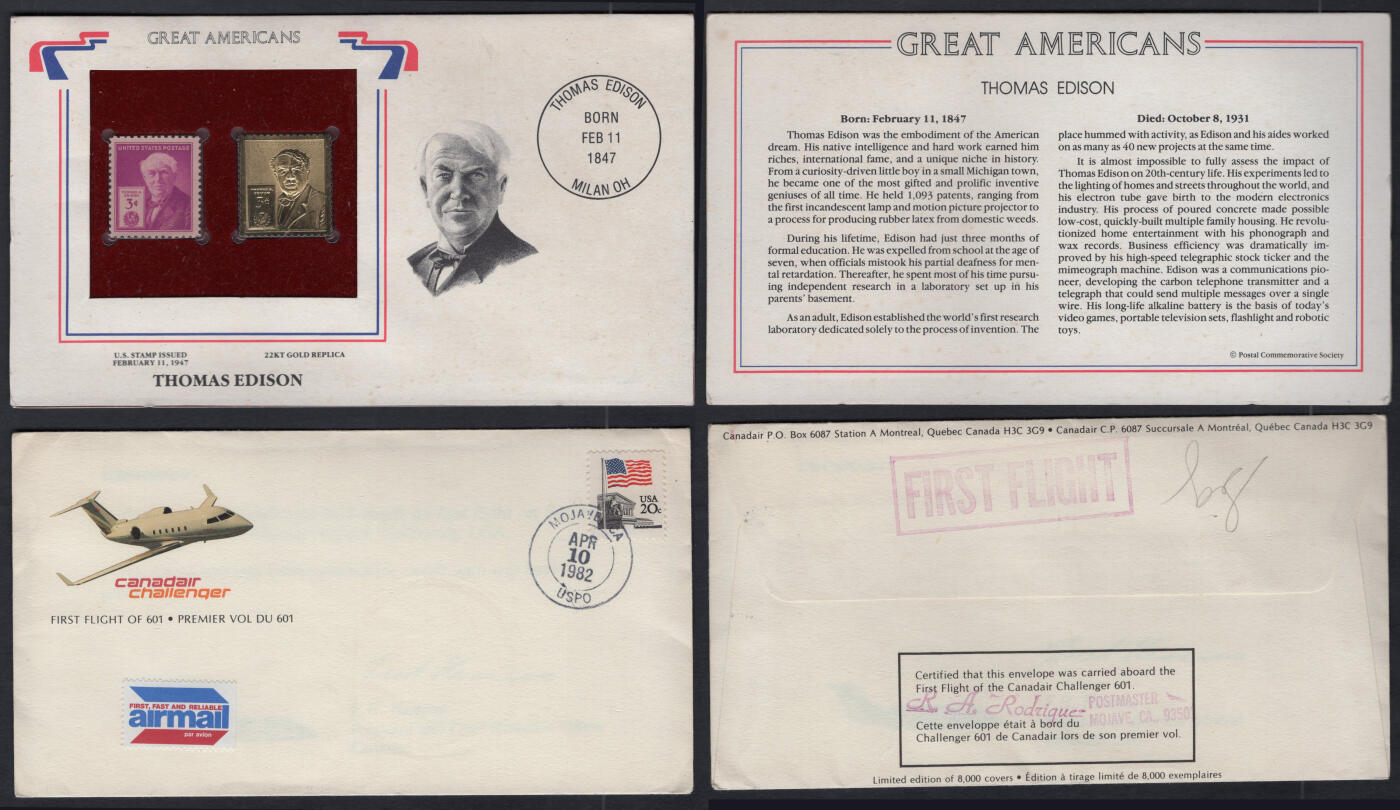 GREAT AMERICANS
UNITED STATES POSTAGE
3¢
3¢
THOMAS EDISON
BORN
FEB 11
1847
MILAN OH
U.S. STAMP ISSUED
FEBRUARY 11, 1947
22KT GOLD REPLICA
THOMAS EDISON
GREAT AMERICANS
THOMAS EDISON
Born: February 11, 1847
Thomas Edison was the embodiment of the American
dream. His native intelligence and hard work earned him
riches, international fame, and a unique niche in history.
From a curiosity-driven little boy in a small Michigan town,
he became one of the most gifted and prolific inventive
geniuses of all time. He held 1,093 patents, ranging from
the first incandescent lamp and motion picture projector to
a process for producing rubber latex from domestic weeds.
During his lifetime, Edison had just three months of
formal education. He was expelled from school at the age of
seven, when officials mistook his partial deafness for men-
tal retardation. Thereafter, he spent most of his time pursu-
ing independent research in a laboratory set up in his
parents' basement.
As an adult, Edison established the world's first research
laboratory dedicated solely to the process of invention. The
Died: October 8, 1931
place hummed with activity, as Edison and his aides worked
on as many as 40 new projects at the same time.
It is almost impossible to fully assess the impact of
Thomas Edison on 20th-century life. His experiments led to
the lighting of homes and streets throughout the world, and
his electron tube gave birth to the modern electronics
industry. His process of poured concrete made possible
low-cost, quickly-built multiple family housing. He revolu-
tionized home entertainment with his phonograph and
wax records. Business efficiency was dramatically im-
proved by his high-speed telegraphic stock ticker and the
mimeograph machine. Edison was a communications pio-
neer, developing the carbon telephone transmitter and a
telegraph that could send multiple messages over a single
wire. His long-life alkaline battery is the basis of today's
video games, portable television sets, flashlight and robotic
toys.
© Postal Commemorative Society
canadair
challenger
FIRST FLIGHT OF 601 • PREMIER VOL DU 601
USA
20c
MOJAVE CA
APR
10
1982
USPO
FIRST, FAST AND RELIABLE
airmail
par avion
Canadair P.O. Box 6087 Station A Montreal, Quebec Canada H3C 3G9 • Canadair C.P. 6087 Succursale A Montréal, Québec Canada H3C 3G9
FIRST FLIGHT
Certified that this envelope was carried aboard the
First Flight of the Canadair Challenger 601.
R. A. Rodriguez
POSTMASTER
MOJAVE, CA., 93501
Cette enveloppe était à bord du
Challenger 601 de Canadair lors de son premier vol.
Limited edition of 8,000 covers • Édition à tirage limité de 8,000 exemplaires